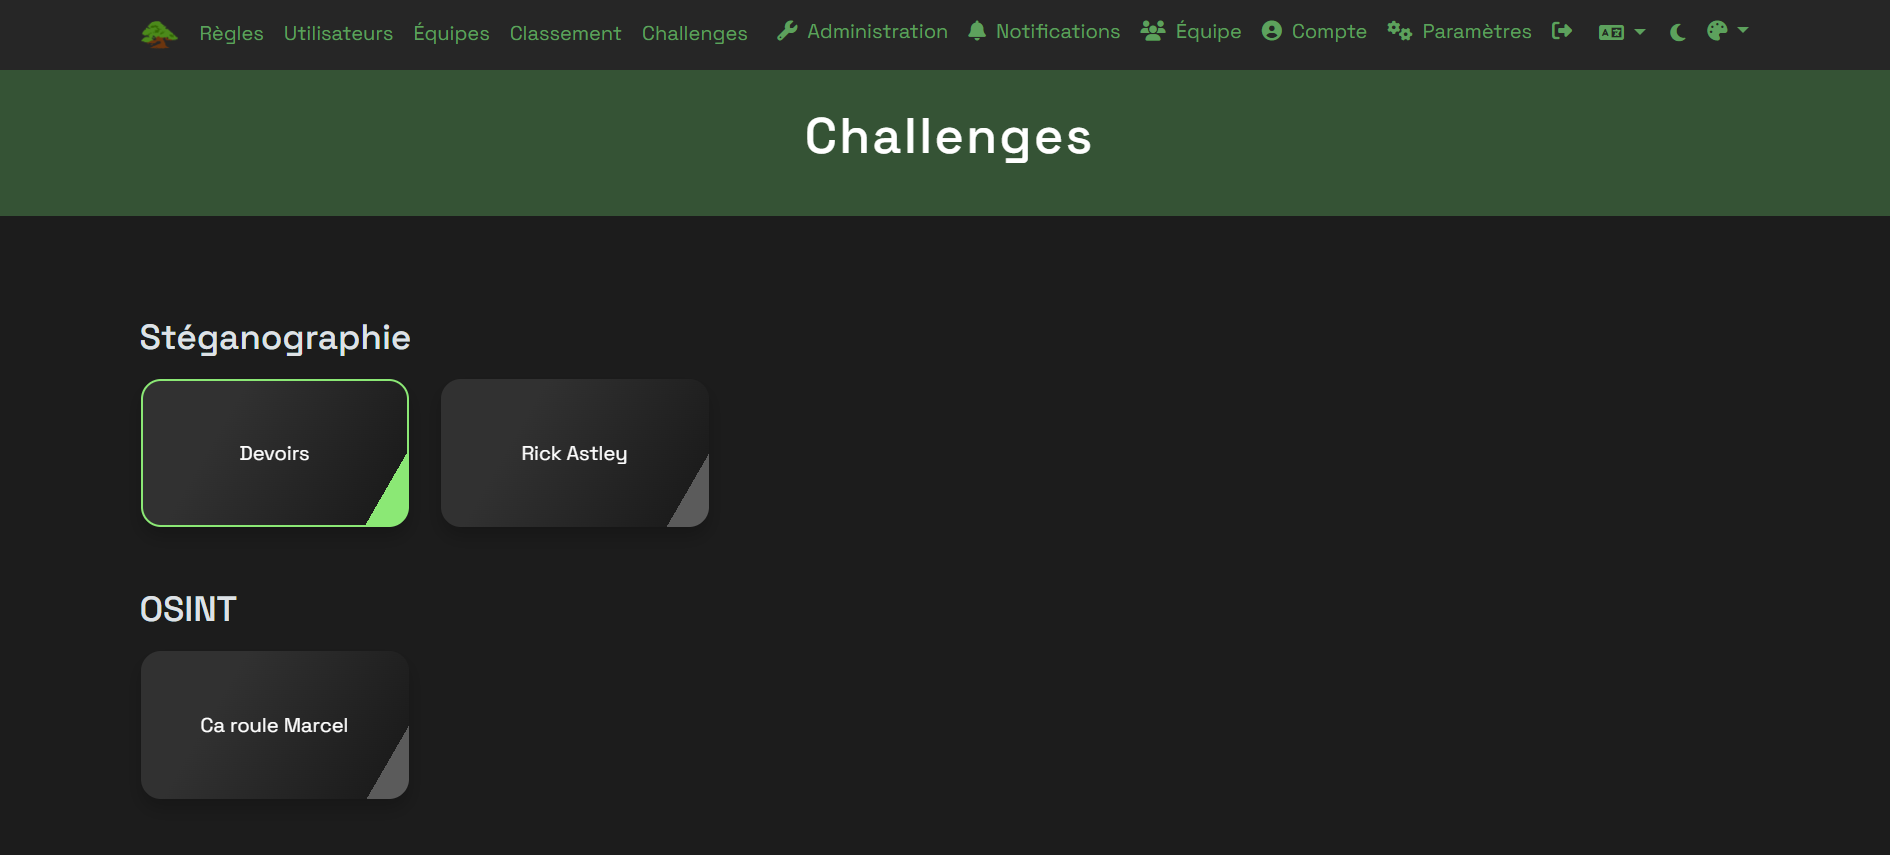 Règles Utilisateurs Équipes Classement Challenges Administration Notifications Équipe Compte Paramètres
Challenges
Stéganographie
Devoirs Rick Astley
OSINT
Ca roule Marcel